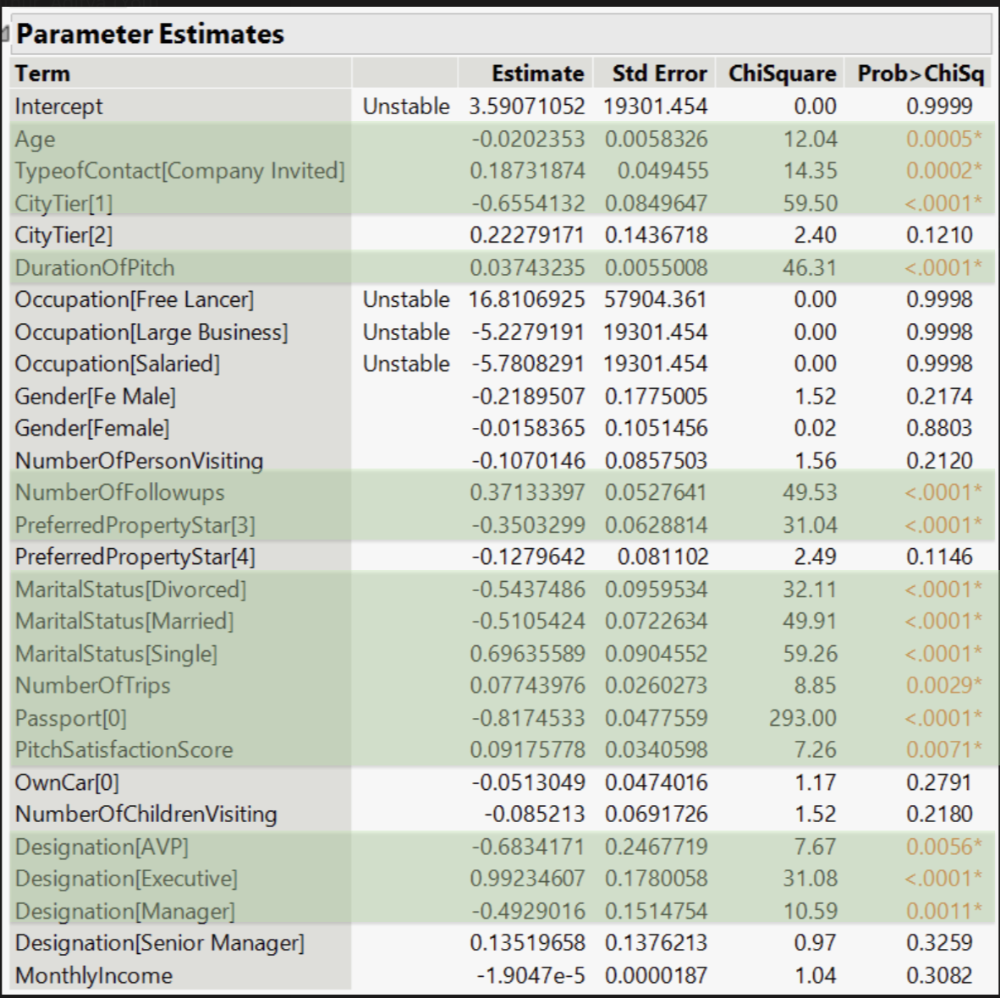 Parameter Estimates
Term Estimate Std Error ChiSquare Prob>ChiSq
Intercept Unstable 3.59071052 19301.454 0.00 0.9999
Age -0.0202353 0.0058326 12.04 0.0005*
TypeofContact[Company Invited] 0.18731874 0.049455 14.35 0.0002*
CityTier[1] -0.6554132 0.0849647 59.50 <.0001*
CityTier[2] 0.22279171 0.1436718 2.40 0.1210
DurationOfPitch 0.03743235 0.0055008 46.31 <.0001*
Occupation[Free Lancer] Unstable 16.8106925 57904.361 0.00 0.9998
Occupation[Large Business] Unstable -5.2279191 19301.454 0.00 0.9998
Occupation[Salaried] Unstable -5.7808291 19301.454 0.00 0.9998
Gender[Fe Male] -0.2189507 0.1775005 1.52 0.2174
Gender[Female] -0.0158365 0.1051456 0.02 0.8803
NumberOfPersonVisiting -0.1070146 0.0857503 1.56 0.2120
NumberOfFollowups 0.37133397 0.0527641 49.53 <.0001*
PreferredPropertyStar[3] -0.3503299 0.0628814 31.04 <.0001*
PreferredPropertyStar[4] -0.1279642 0.081102 2.49 0.1146
MaritalStatus[Divorced] -0.5437486 0.0959534 32.11 <.0001*
MaritalStatus[Married] -0.5105424 0.0722634 49.91 <.0001*
MaritalStatus[Single] 0.69635589 0.0904552 59.26 <.0001*
NumberOfTrips 0.07743976 0.0260273 8.85 0.0029*
Passport[0] -0.8174533 0.0477559 293.00 <.0001*
PitchSatisfactionScore 0.09175778 0.0340598 7.26 0.0071*
OwnCar[0] -0.0513049 0.0474016 1.17 0.2791
NumberOfChildrenVisiting -0.085213 0.0691726 1.52 0.2180
Designation[AVP] -0.6834171 0.2467719 7.67 0.0056*
Designation[Executive] 0.99234607 0.1780058 31.08 <.0001*
Designation[Manager] -0.4929016 0.1514754 10.59 0.0011*
Designation[Senior Manager] 0.13519658 0.1376213 0.97 0.3259
MonthlyIncome -1.9047e-5 0.0000187 1.04 0.3082